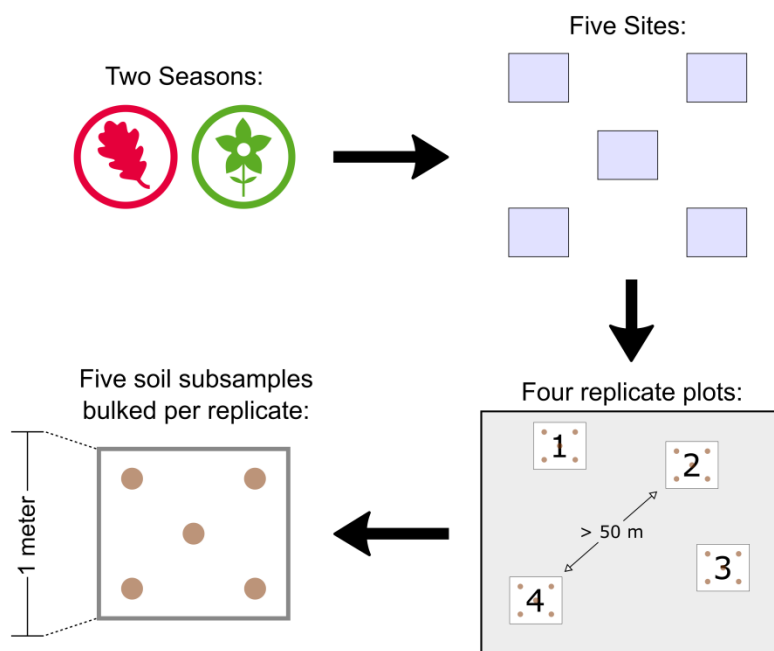 Two Seasons:
Five Sites:
Four replicate plots:
1
2
> 50 m
3
4
Five soil subsamples
bulked per replicate:
1 meter